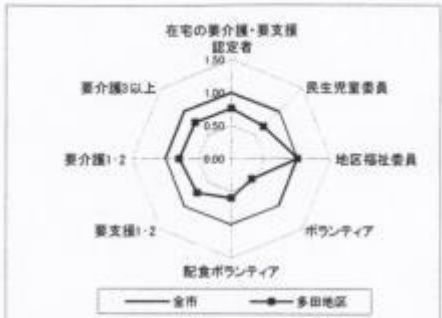 在宅の要介護・要支援
認定者
1.50
要介護3以上
1.00
民生児童委員
0.50
要介護1・2
0.00
地区福祉委員
要支援1・2
ボランティア
配食ボランティア
全市
多田地区